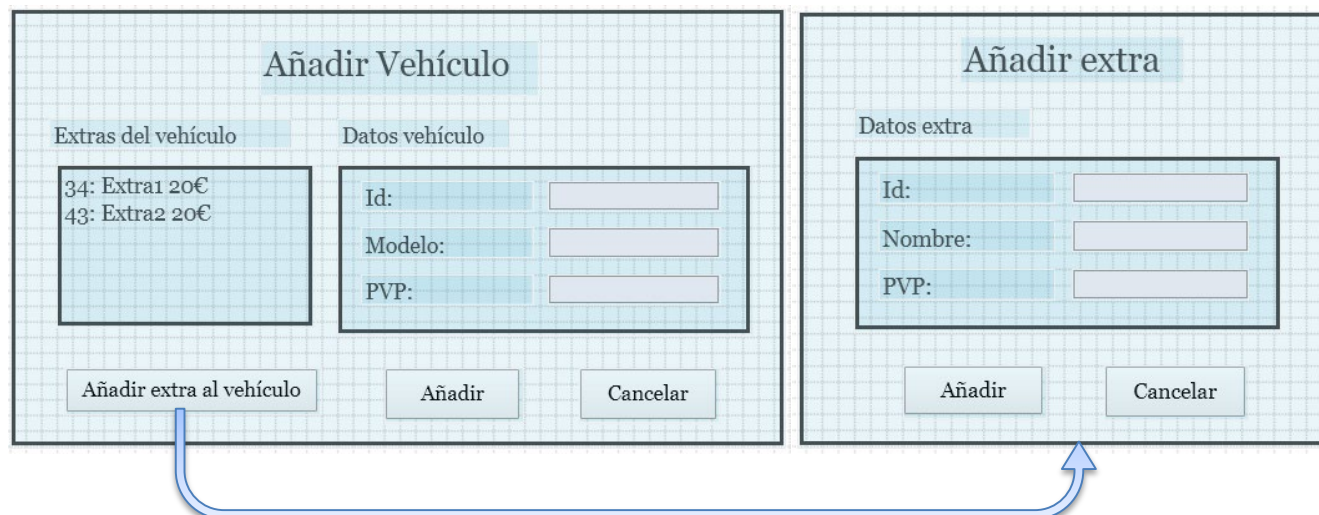 Añadir Vehículo
Extras del vehículo
34: Extra1 20€
43: Extra2 20€
Datos vehículo
Id:
Modelo:
PVP:
Añadir extra al vehículo
Añadir
Cancelar
Añadir extra
Datos extra
Id:
Nombre:
PVP:
Añadir
Cancelar